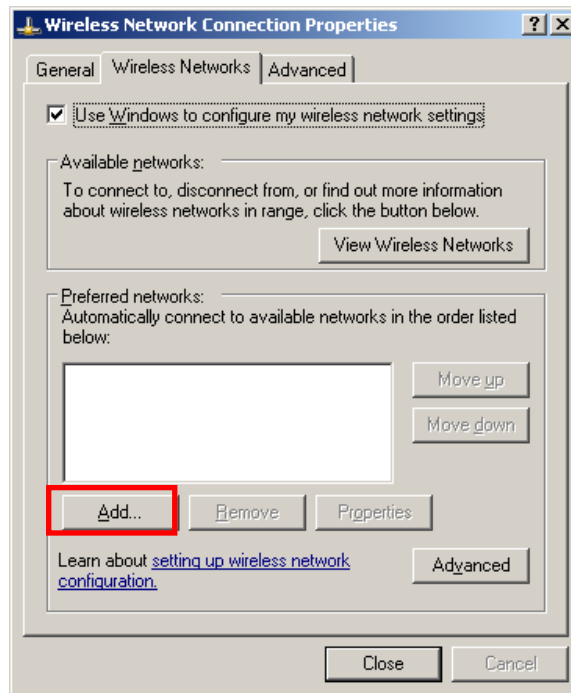 Wireless Network Connection Properties
General Wireless Networks Advanced
Use Windows to configure my wireless network settings
Available networks:
To connect to, disconnect from, or find out more information
about wireless networks in range, click the button below.
View Wireless Networks
Preferred networks:
Automatically connect to available networks in the order listed
below:
Move up
Move down
Add... Remove Properties
Learn about setting up wireless network
configuration.
Advanced
Close Cancel